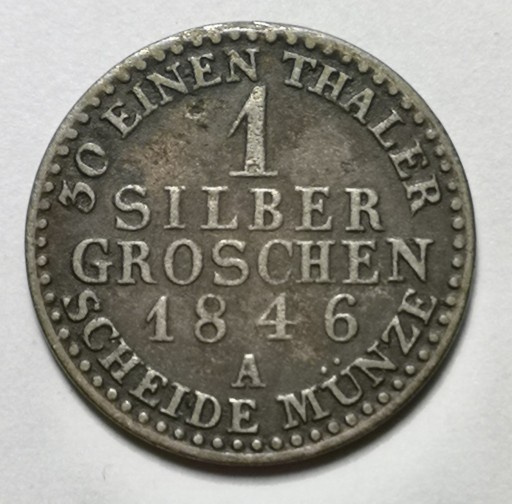 30 EINEN THALER
1
SILBER
GROSCHEN
1846
A
SCHEIDE MÜNZE